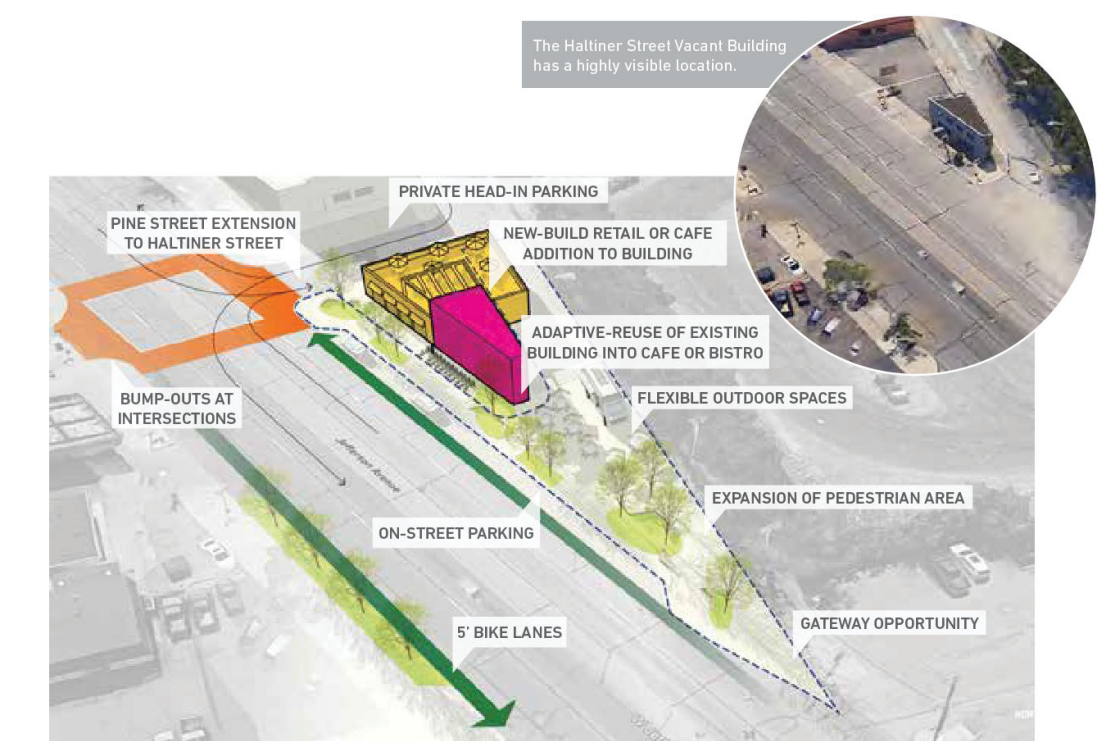 The Haltiner Street Vacant Building
has a highly visible location.
PRIVATE HEAD-IN PARKING
PINE STREET EXTENSION
TO HALTINER STREET
NEW-BUILD RETAIL OR CAFE
ADDITION TO BUILDING
ADAPTIVE-REUSE OF EXISTING
BUILDING INTO CAFE OR BISTRO
BUMP-OUTS AT
INTERSECTIONS
FLEXIBLE OUTDOOR SPACES
Jefferson Avenue
EXPANSION OF PEDESTRIAN AREA
ON-STREET PARKING
GATEWAY OPPORTUNITY
5' BIKE LANES